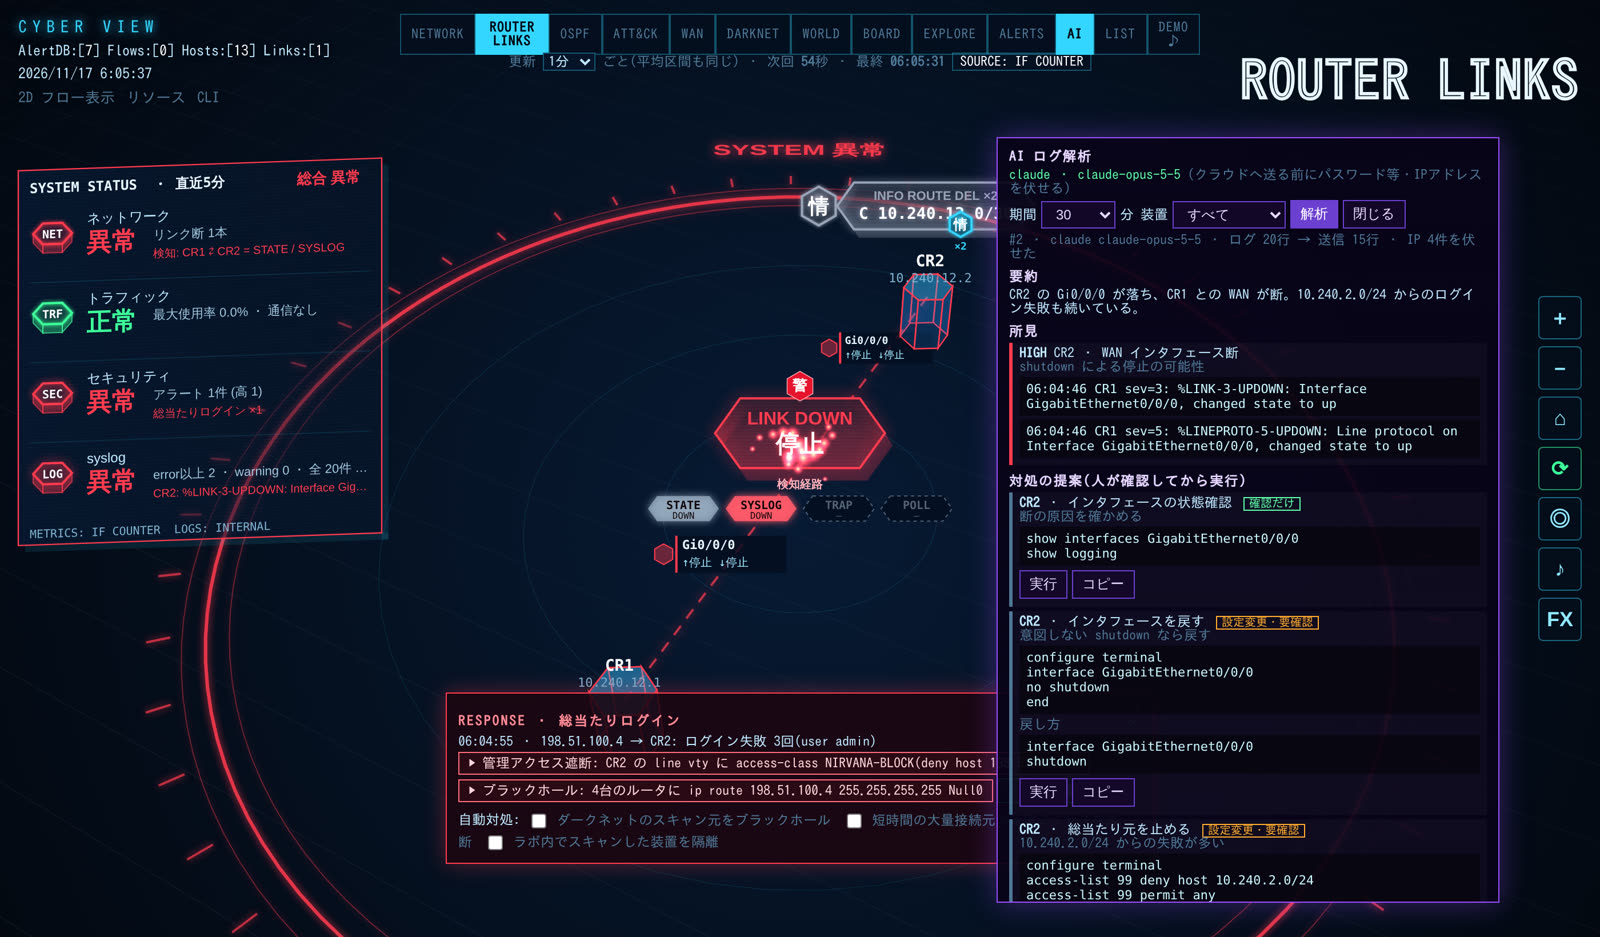 CYBER VIEW
AlertDB:[7] Flows:[0] Hosts:[13] Links:[1]
2026/11/17 6:05:37
2D フロー表示 リソース CLI
NETWORK
ROUTER LINKS
OSPF
ATT&CK
WAN
DARKNET
WORLD
BOARD
EXPLORE
ALERTS
AI
LIST
DEMO ♪
更新 1分 ごと(平均区間も同じ) · 次回 54秒 · 最終 06:05:31 SOURCE: IF COUNTER
ROUTER LINKS
SYSTEM STATUS · 直近5分 総合 異常
NET
ネットワーク
異常
リンク断 1本
検知: CR1 ⇄ CR2 = STATE / SYSLOG
TRF
トラフィック
正常
最大使用率 0.0% · 通信なし
SEC
セキュリティ
異常
アラート 1件 (高 1)
総当たりログイン ×1
LOG
syslog
異常
error以上 2 · warning 0 · 全 20件 …
CR2: %LINK-3-UPDOWN: Interface Gig…
METRICS: IF COUNTER LOGS: INTERNAL
SYSTEM 異常
情
INFO ROUTE DEL ×2
C 10.240.12.0/3
情
×2
CR2
10.240.12.2
Gi0/0/0
↑停止 ↓停止
警
LINK DOWN
停止
検知経路
STATE
DOWN
SYSLOG
DOWN
TRAP
–
POLL
–
Gi0/0/0
↑停止 ↓停止
CR1
10.240.12.1
RESPONSE · 総当たりログイン
06:04:55 · 198.51.100.4 → CR2: ログイン失敗 3回(user admin)
▶ 管理アクセス遮断: CR2 の line vty に access-class NIRVANA-BLOCK(deny host 1
▶ ブラックホール: 4台のルータに ip route 198.51.100.4 255.255.255.255 Null0
自動対処: ダークネットのスキャン元をブラックホール 短時間の大量接続元
断 ラボ内でスキャンした装置を隔離
AI ログ解析
claude · claude-opus-5-5 (クラウドへ送る前にパスワード等・IPアドレス
を伏せる)
期間 30 分 装置 すべて 解析 閉じる
#2 · claude claude-opus-5-5 · ログ 20行 → 送信 15行 · IP 4件を伏
せた
要約
CR2 の Gi0/0/0 が落ち、CR1 との WAN が断。10.240.2.0/24 からのログイ
ン失敗も続いている。
所見
HIGH CR2 · WAN インタフェース断
shutdown による停止の可能性
06:04:46 CR1 sev=3: %LINK-3-UPDOWN: Interface
GigabitEthernet0/0/0, changed state to up
06:04:46 CR1 sev=5: %LINEPROTO-5-UPDOWN: Line protocol on
Interface GigabitEthernet0/0/0, changed state to up
対処の提案(人が確認してから実行)
CR2 · インタフェースの状態確認 確認だけ
断の原因を確かめる
show interfaces GigabitEthernet0/0/0
show logging
実行 コピー
CR2 · インタフェースを戻す 設定変更・要確認
意図しない shutdown なら戻す
configure terminal
interface GigabitEthernet0/0/0
no shutdown
end
戻し方
interface GigabitEthernet0/0/0
shutdown
実行 コピー
CR2 · 総当たり元を止める 設定変更・要確認
10.240.2.0/24 からの失敗が多い
configure terminal
access-list 99 deny host 10.240.2.0/24
access-list 99 permit any
+
−
⌂
⟳
◎
♪
FX